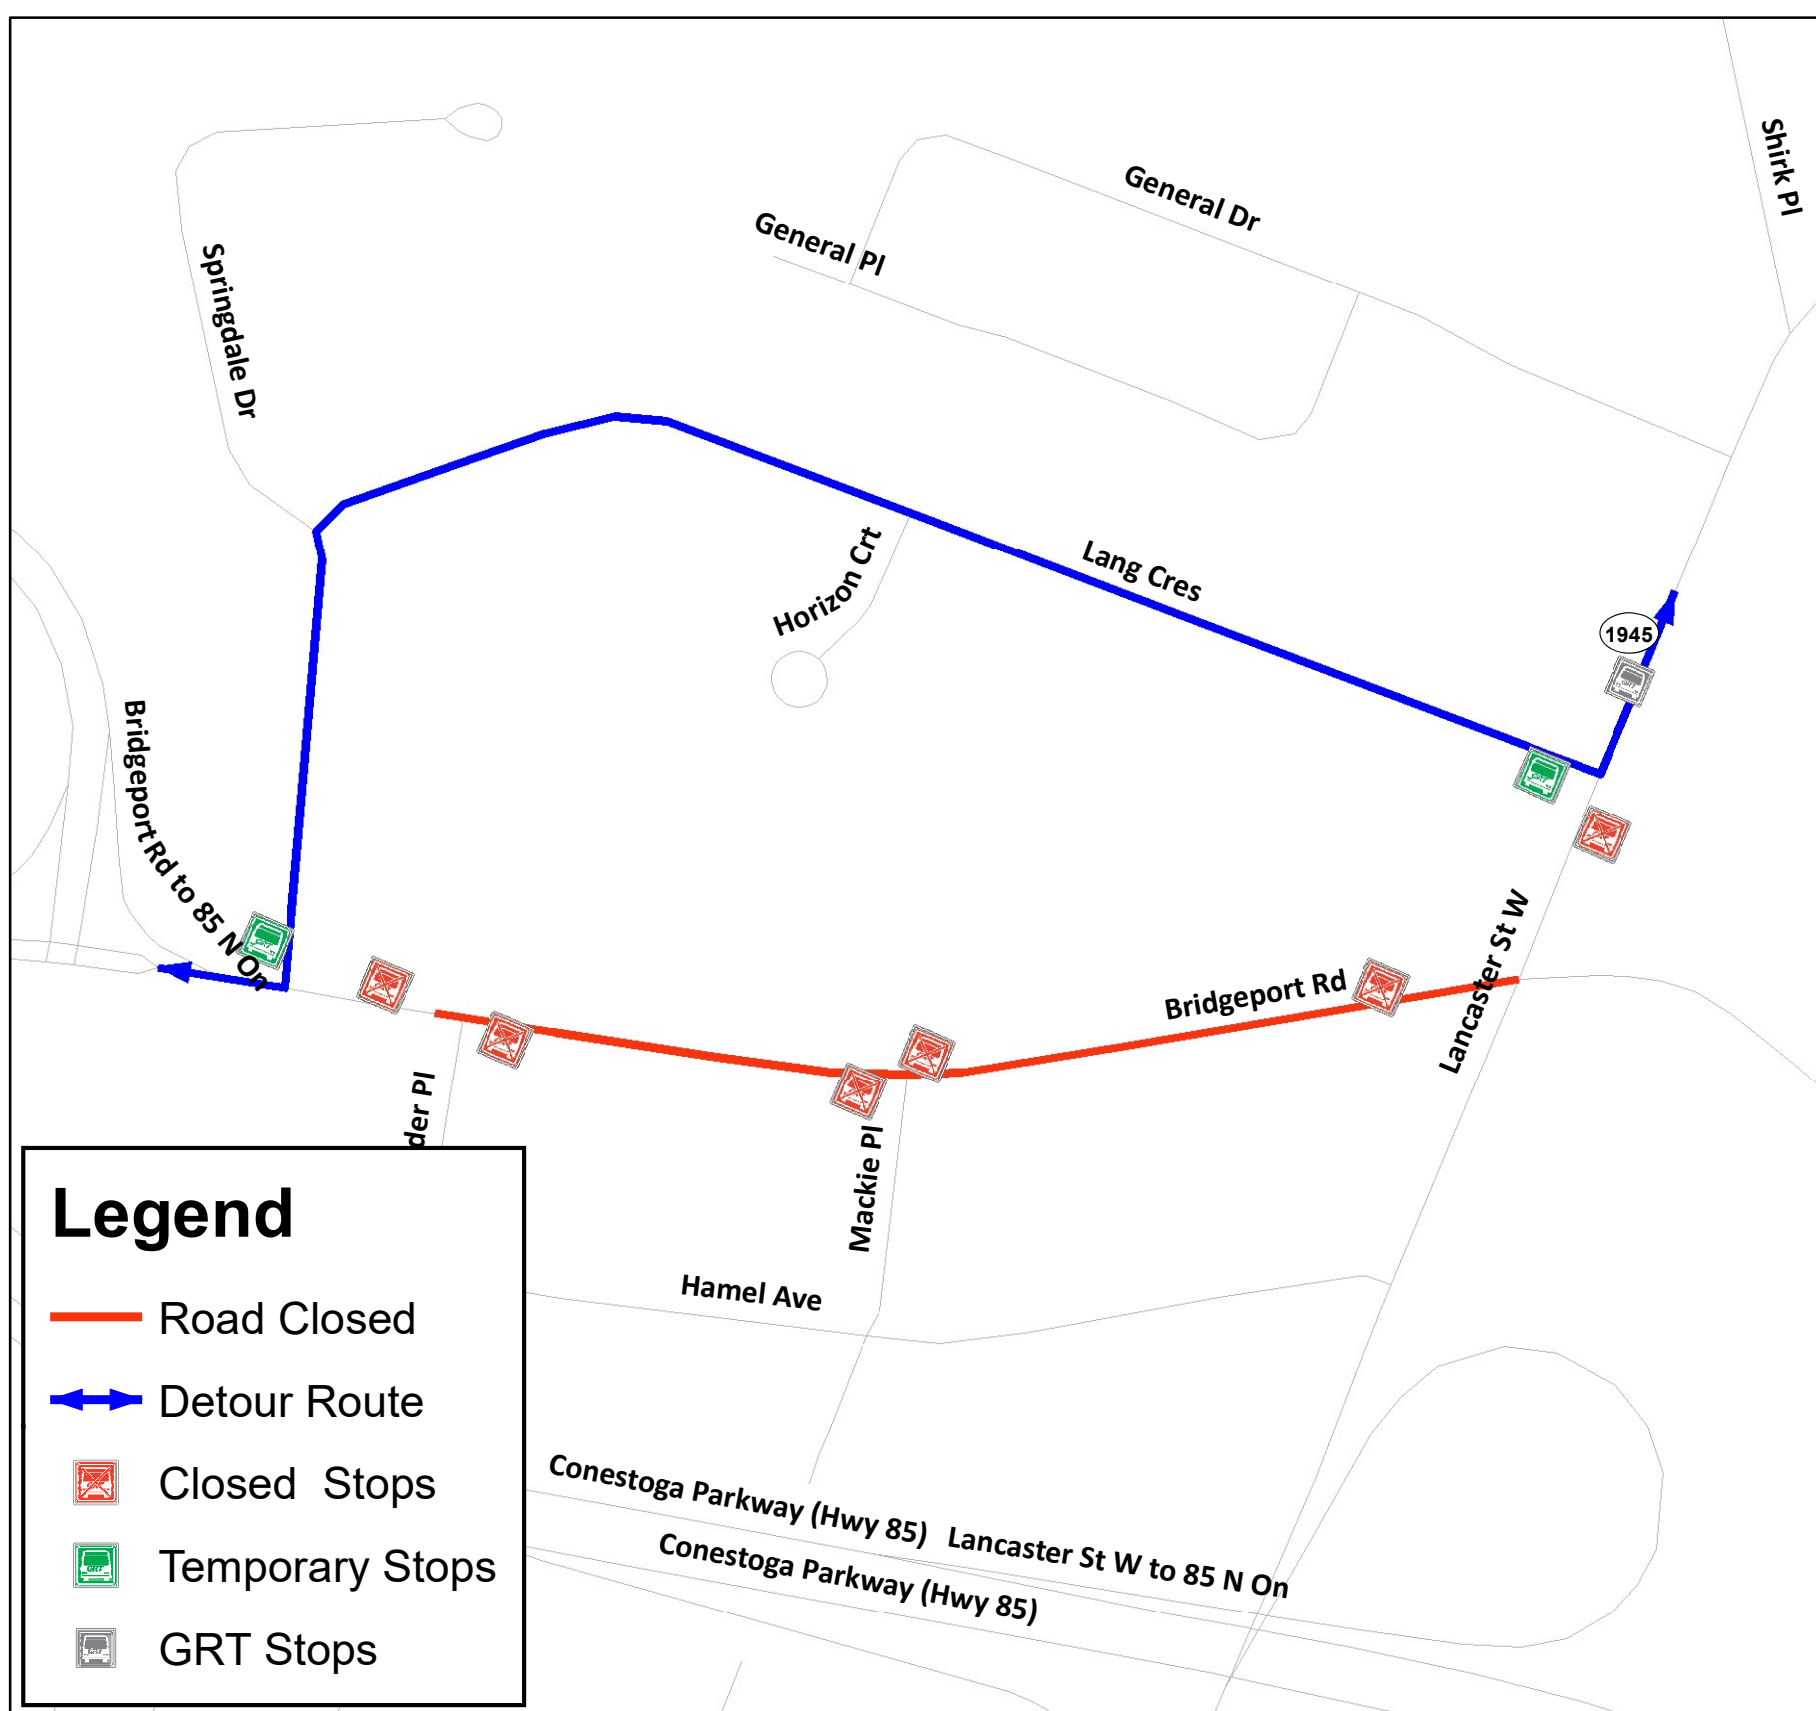 Shirk Pl
General Dr
General Pl
Springdale Dr
Horizon Crt
Lang Cres
1945
Bridgeport Rd to 85 N On
Bridgeport Rd
Lancaster St W
der Pl
Mackie Pl
Hamel Ave
Conestoga Parkway (Hwy 85)
Lancaster St W to 85 N On
Conestoga Parkway (Hwy 85)
Legend
Road Closed
Detour Route
Closed Stops
Temporary Stops
GRT Stops